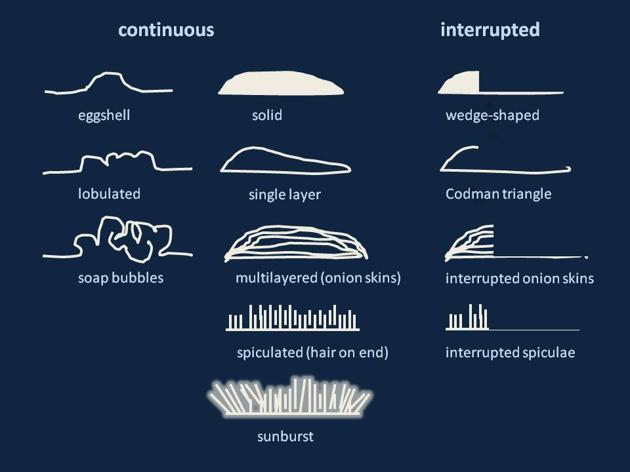 continuous
interrupted
eggshell
solid
wedge-shaped
lobulated
single layer
Codman triangle
soap bubbles
multilayered (onion skins)
interrupted onion skins
spiculated (hair on end)
interrupted spiculae
sunburst